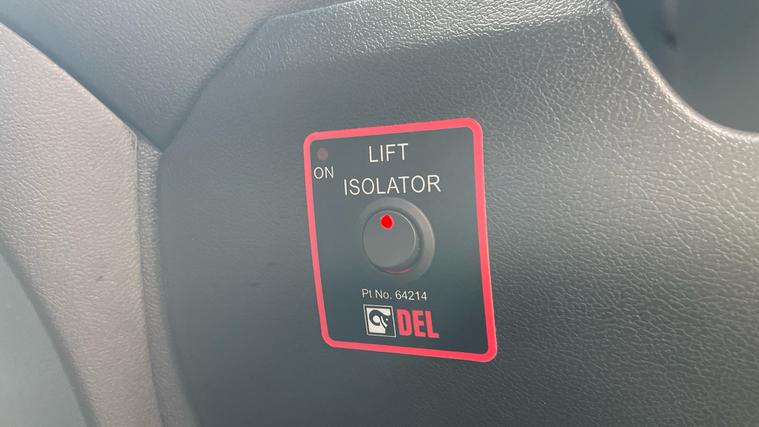 LIFT
ON
ISOLATOR
Pt No. 64214
DEL